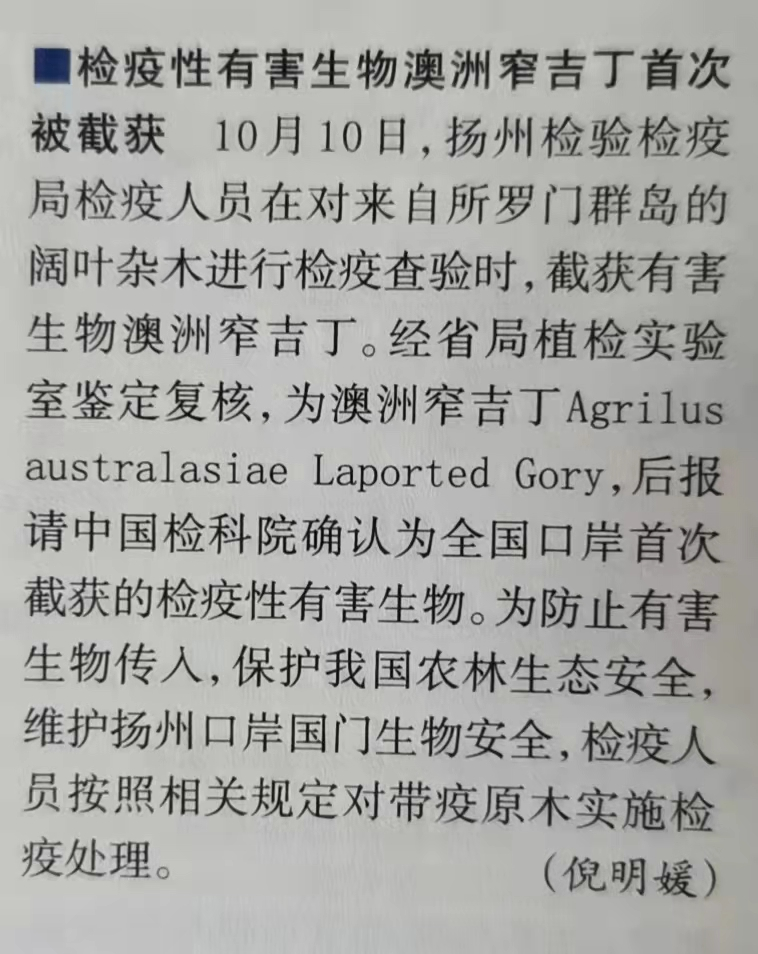 ■检疫性有害生物澳洲窄吉丁首次
被截获 10月10日,扬州检验检疫
局检疫人员在对来自所罗门群岛的
阔叶杂木进行检疫查验时,截获有害
生物澳洲窄吉丁。经省局植检实验
室鉴定复核,为澳洲窄吉丁Agrilus
australasiae Laported Gory,后报
请中国检科院确认为全国口岸首次
截获的检疫性有害生物。为防止有害
生物传入,保护我国农林生态安全,
维护扬州口岸国门生物安全,检疫人
员按照相关规定对带疫原木实施检
疫处理。 (倪明媛)